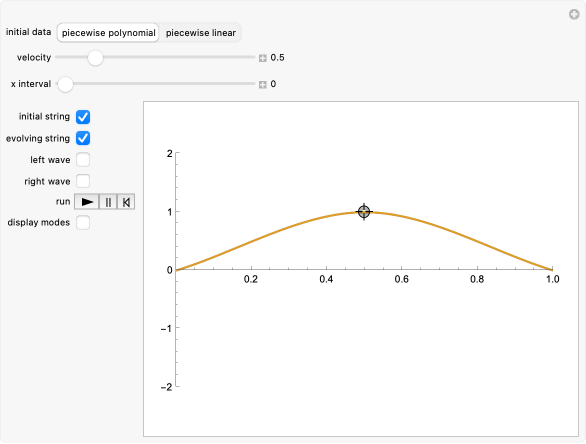 initial data piecewise polynomial piecewise linear
velocity 0.5
x interval 0
initial string
evolving string
left wave
right wave
run
display modes
2
1
0
-1
-2
0.2 0.4 0.6 0.8 1.0